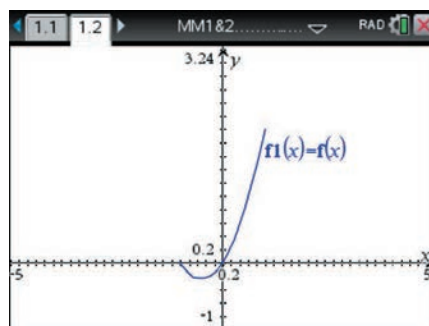 1.1 1.2 MM1&2............ RAD
3.24 y
f1(x)=f(x)
0.2 x
-5 0.2 5
-1